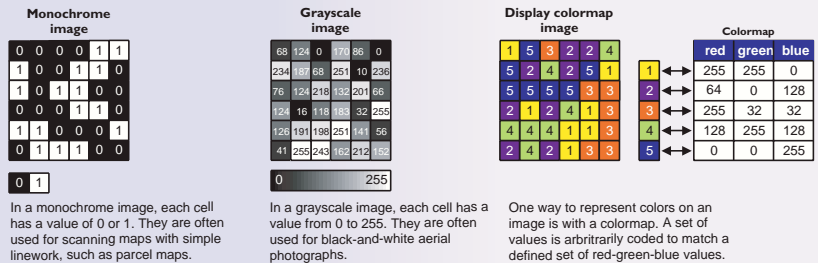 Monochrome
image
0 0 0 0 1 1
1 0 0 1 1 0
1 0 1 1 0 0
0 0 0 1 1 0
1 1 0 0 0 1
0 1 1 1 0 0
0 1
In a monochrome image, each cell
has a value of 0 or 1. They are often
used for scanning maps with simple
linework, such as parcel maps.
Grayscale
image
68 124 0 170 86 0
234 187 68 251 10 236
76 124 218 132 201 66
124 16 118 183 32 255
126 191 198 251 141 56
41 255 243 162 212 152
0 255
In a grayscale image, each cell has a
value from 0 to 255. They are often
used for black-and-white aerial
photographs.
Display colormap
image
1 5 3 2 2 4
5 2 4 2 5 1
5 5 5 5 3 3
2 1 2 4 1 3
4 4 4 1 1 3
2 4 2 1 3 3
Colormap
red green blue
1 255 255 0
2 64 0 128
3 255 32 32
4 128 255 128
5 0 0 255
One way to represent colors on an
image is with a colormap. A set of
values is arbritrarily coded to match a
defined set of red-green-blue values.